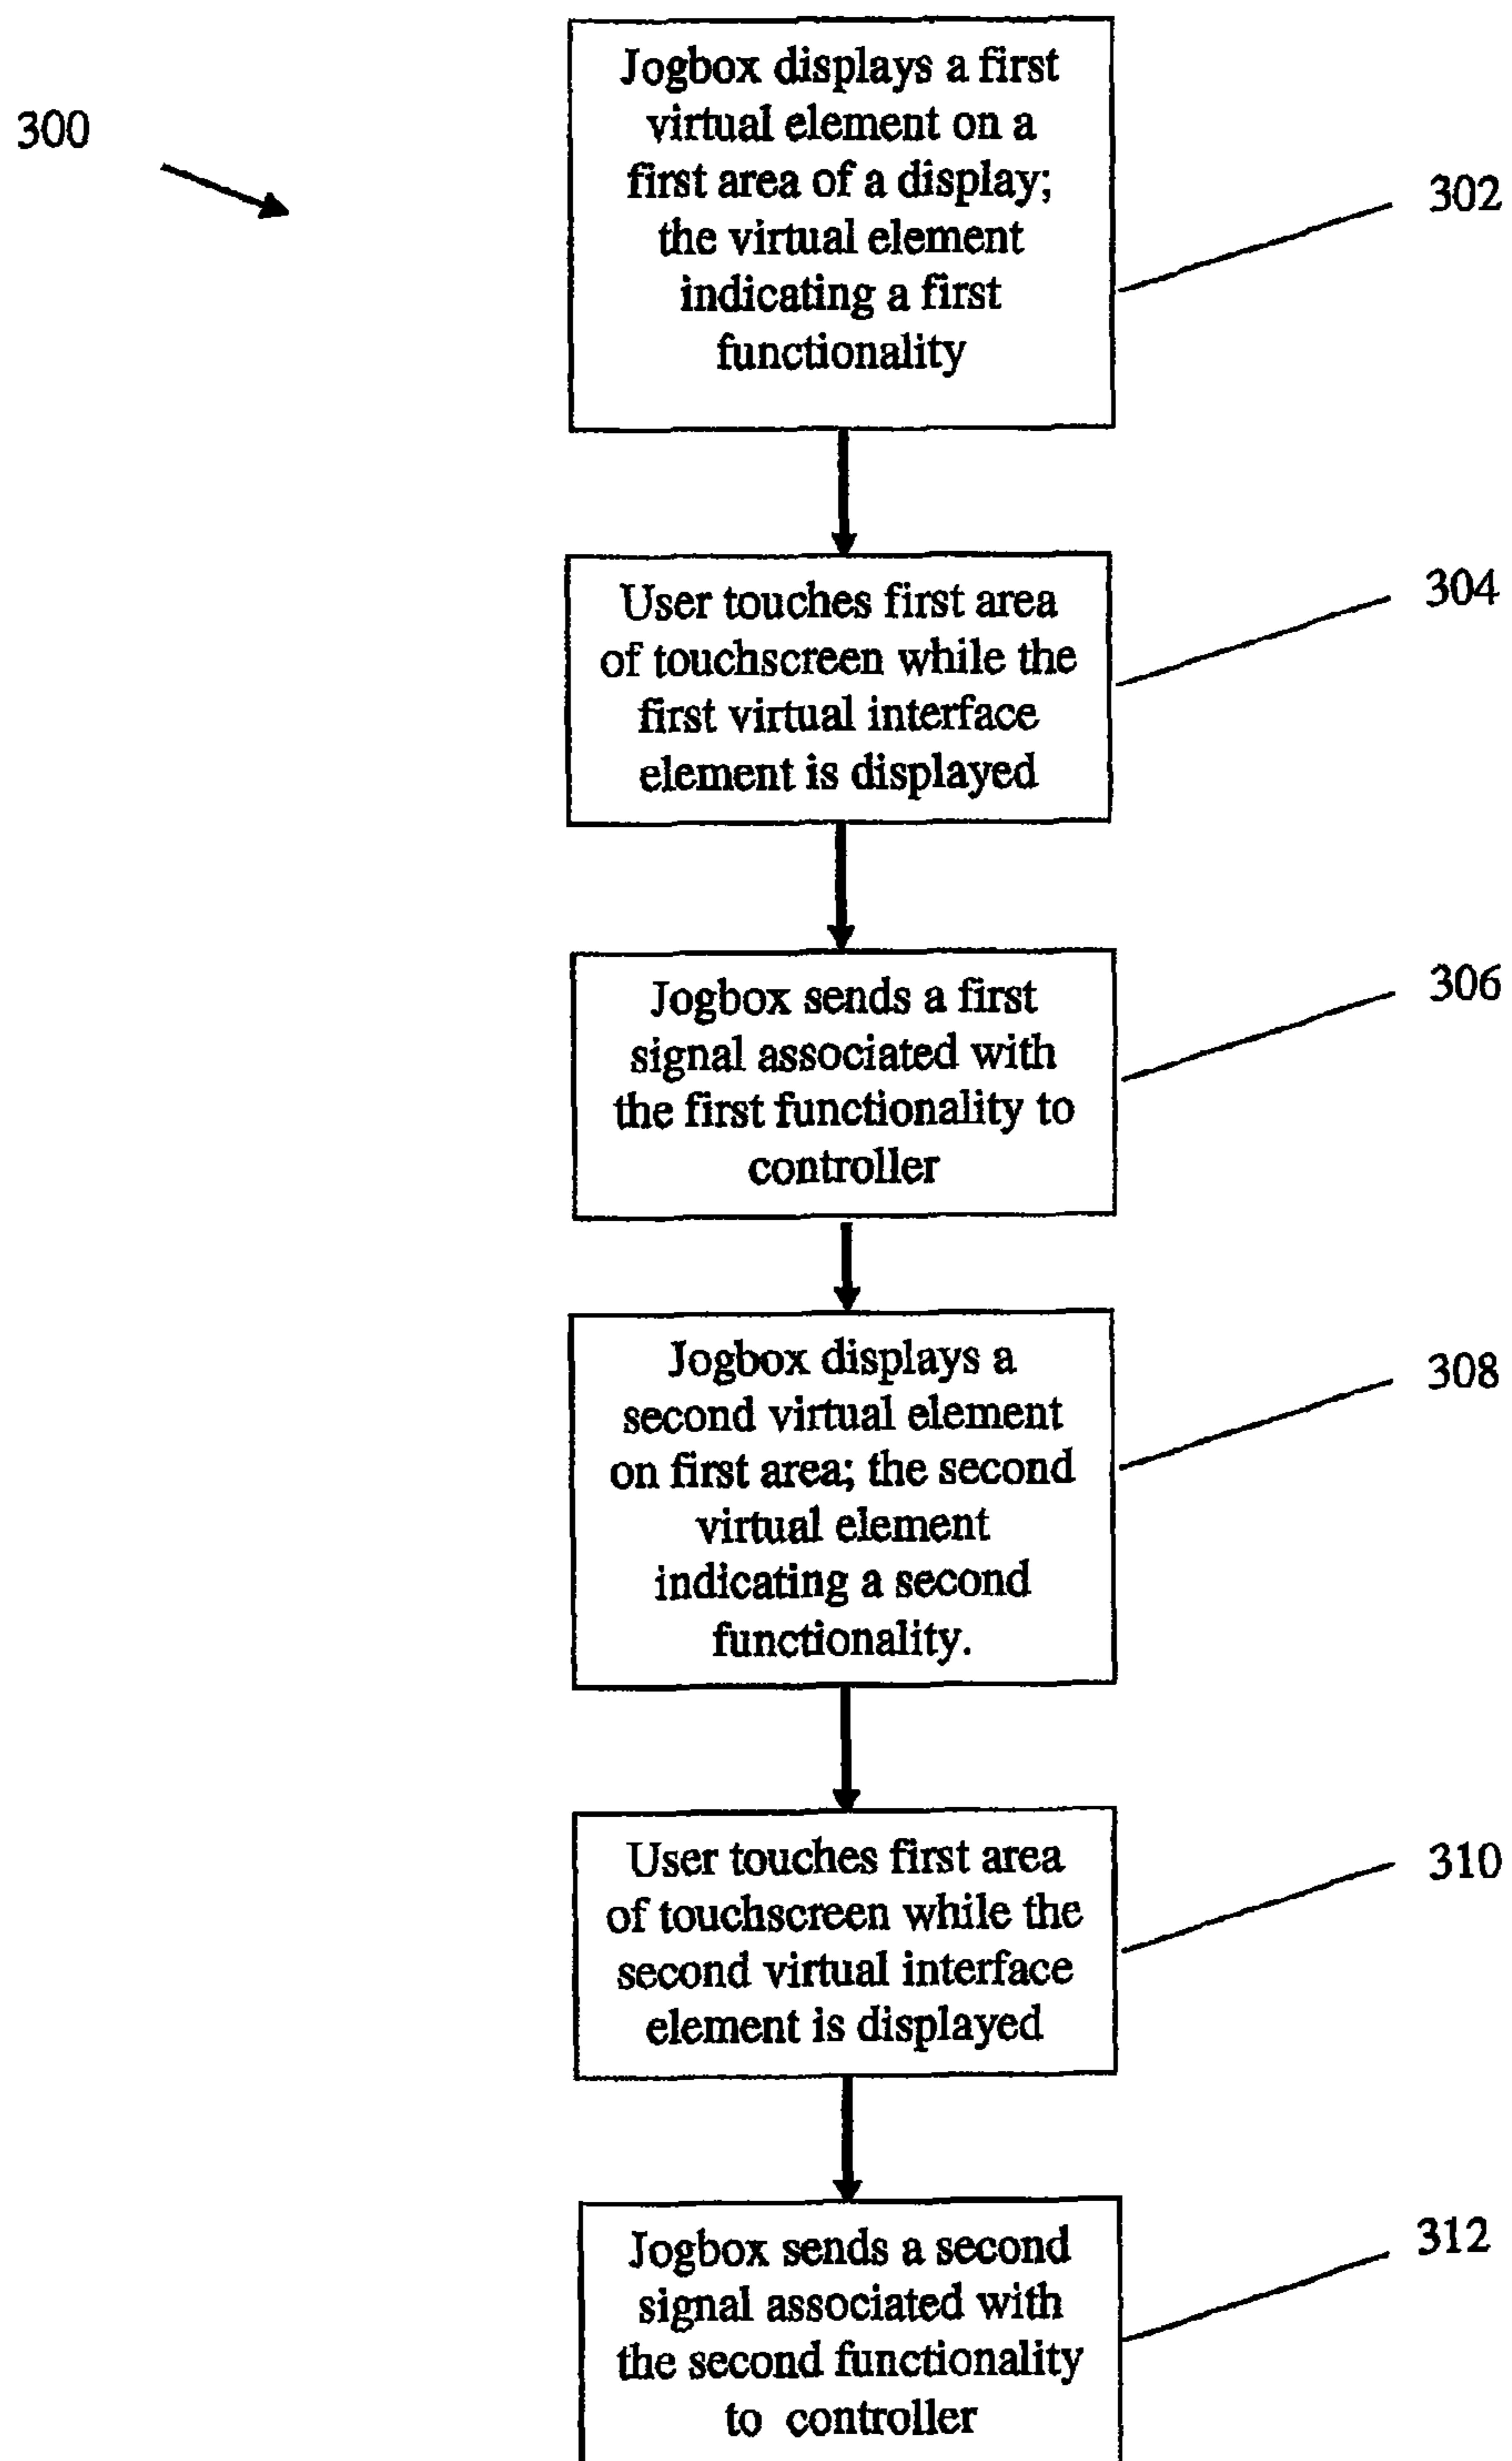 300
Jogbox displays a first
virtual element on a
first area of a display;
the virtual element
indicating a first
functionality
302
User touches first area
of touchscreen while the
first virtual interface
element is displayed
304
Jogbox sends a first
signal associated with
the first functionality to
controller
306
Jogbox displays a
second virtual element
on first area; the second
virtual element
indicating a second
functionality.
308
User touches first area
of touchscreen while the
second virtual interface
element is displayed
310
Jogbox sends a second
signal associated with
the second functionality
to controller
312